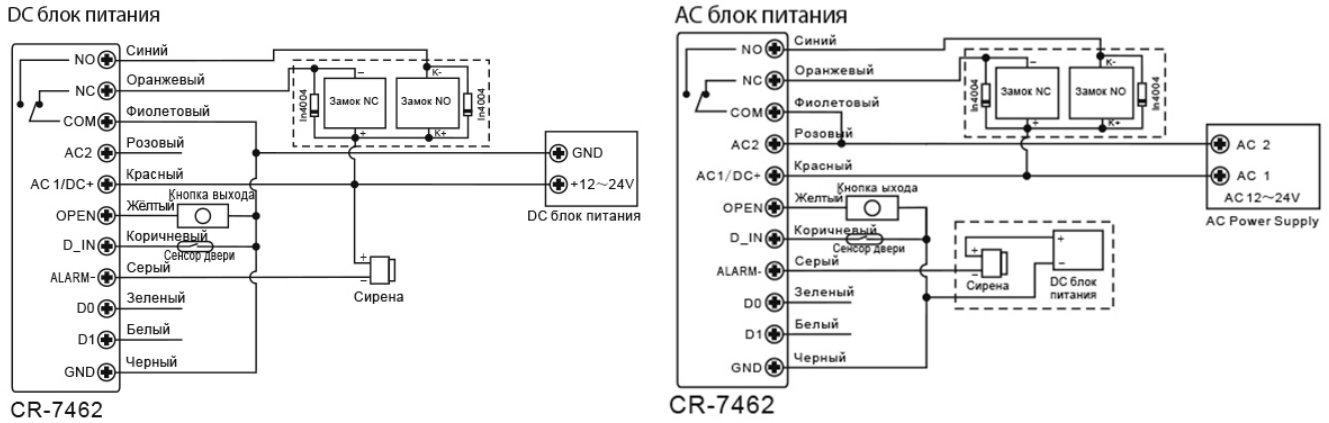 DC блок питания
NO
Синий
NC
Оранжевый
COM
Фиолетовый
AC2
Розовый
AC1/DC+
Красный
OPEN
Жёлтый
Кнопка выхода
D_IN
Коричневый
Сенсор двери
ALARM-
Серый
D0
Зеленый
D1
Белый
GND
Черный
In4004
−
Замок NC
+
K-
Замок NO
K+
In4004
GND
+12~24V
DC блок питания
+
−
Сирена
CR-7462
AC блок питания
NO
Синий
NC
Оранжевый
COM
Фиолетовый
AC2
Розовый
AC1/DC+
Красный
OPEN
Желтый
Кнопка ыхода
D_IN
Коричневый
Сенсор двери
ALARM-
Серый
D0
Зеленый
D1
Белый
GND
Черный
In4004
−
Замок NC
+
K-
Замок NO
K+
In4004
AC 2
AC 1
AC 12~24V
AC Power Supply
+
−
Сирена
+
−
DC блок
питания
CR-7462